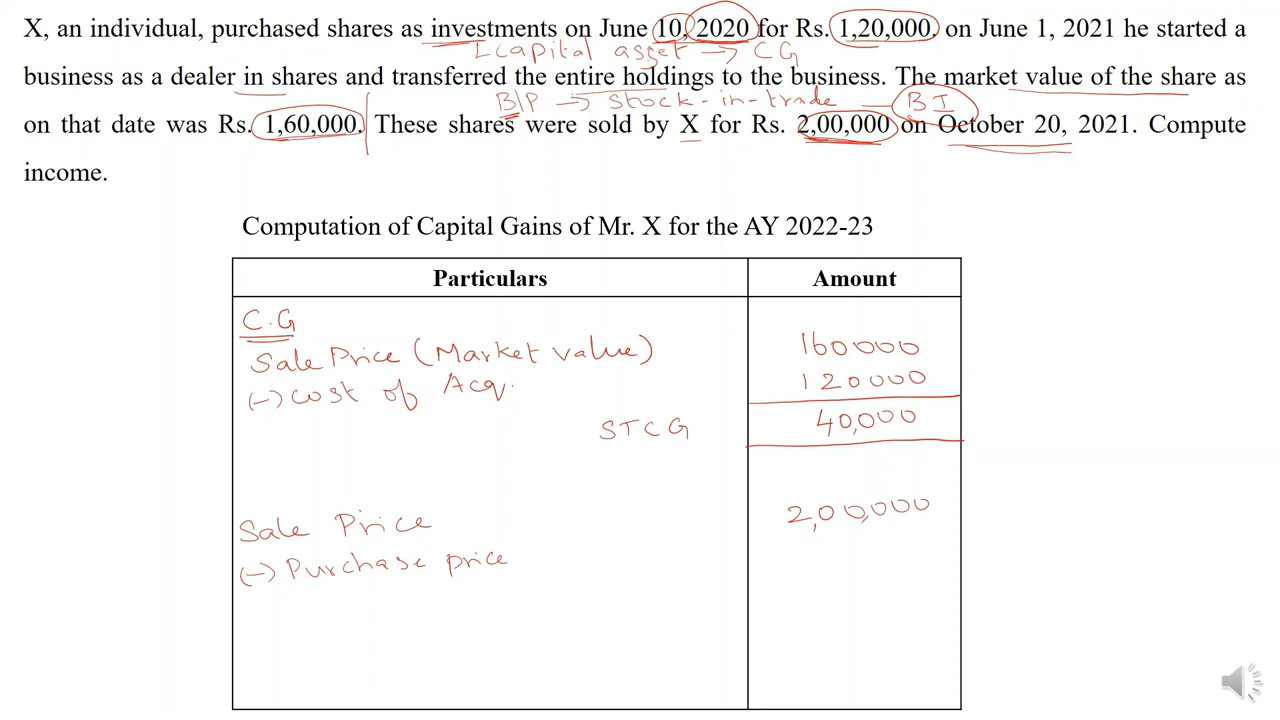 X, an individual, purchased shares as investments on June 10, 2020 for Rs. 1,20,000. on June 1, 2021 he started a
capital asset → CG
business as a dealer in shares and transferred the entire holdings to the business. The market value of the share as
B/P → Stock-in-trade — BI
on that date was Rs. 1,60,000. These shares were sold by X for Rs. 2,00,000 on October 20, 2021. Compute
income.
Computation of Capital Gains of Mr. X for the AY 2022-23
Particulars Amount
C.G
Sale Price (Market value) 160000
(-) Cost of Acq. 120000
STCG 40,000
Sale Price 2,00,000
(-) Purchase price